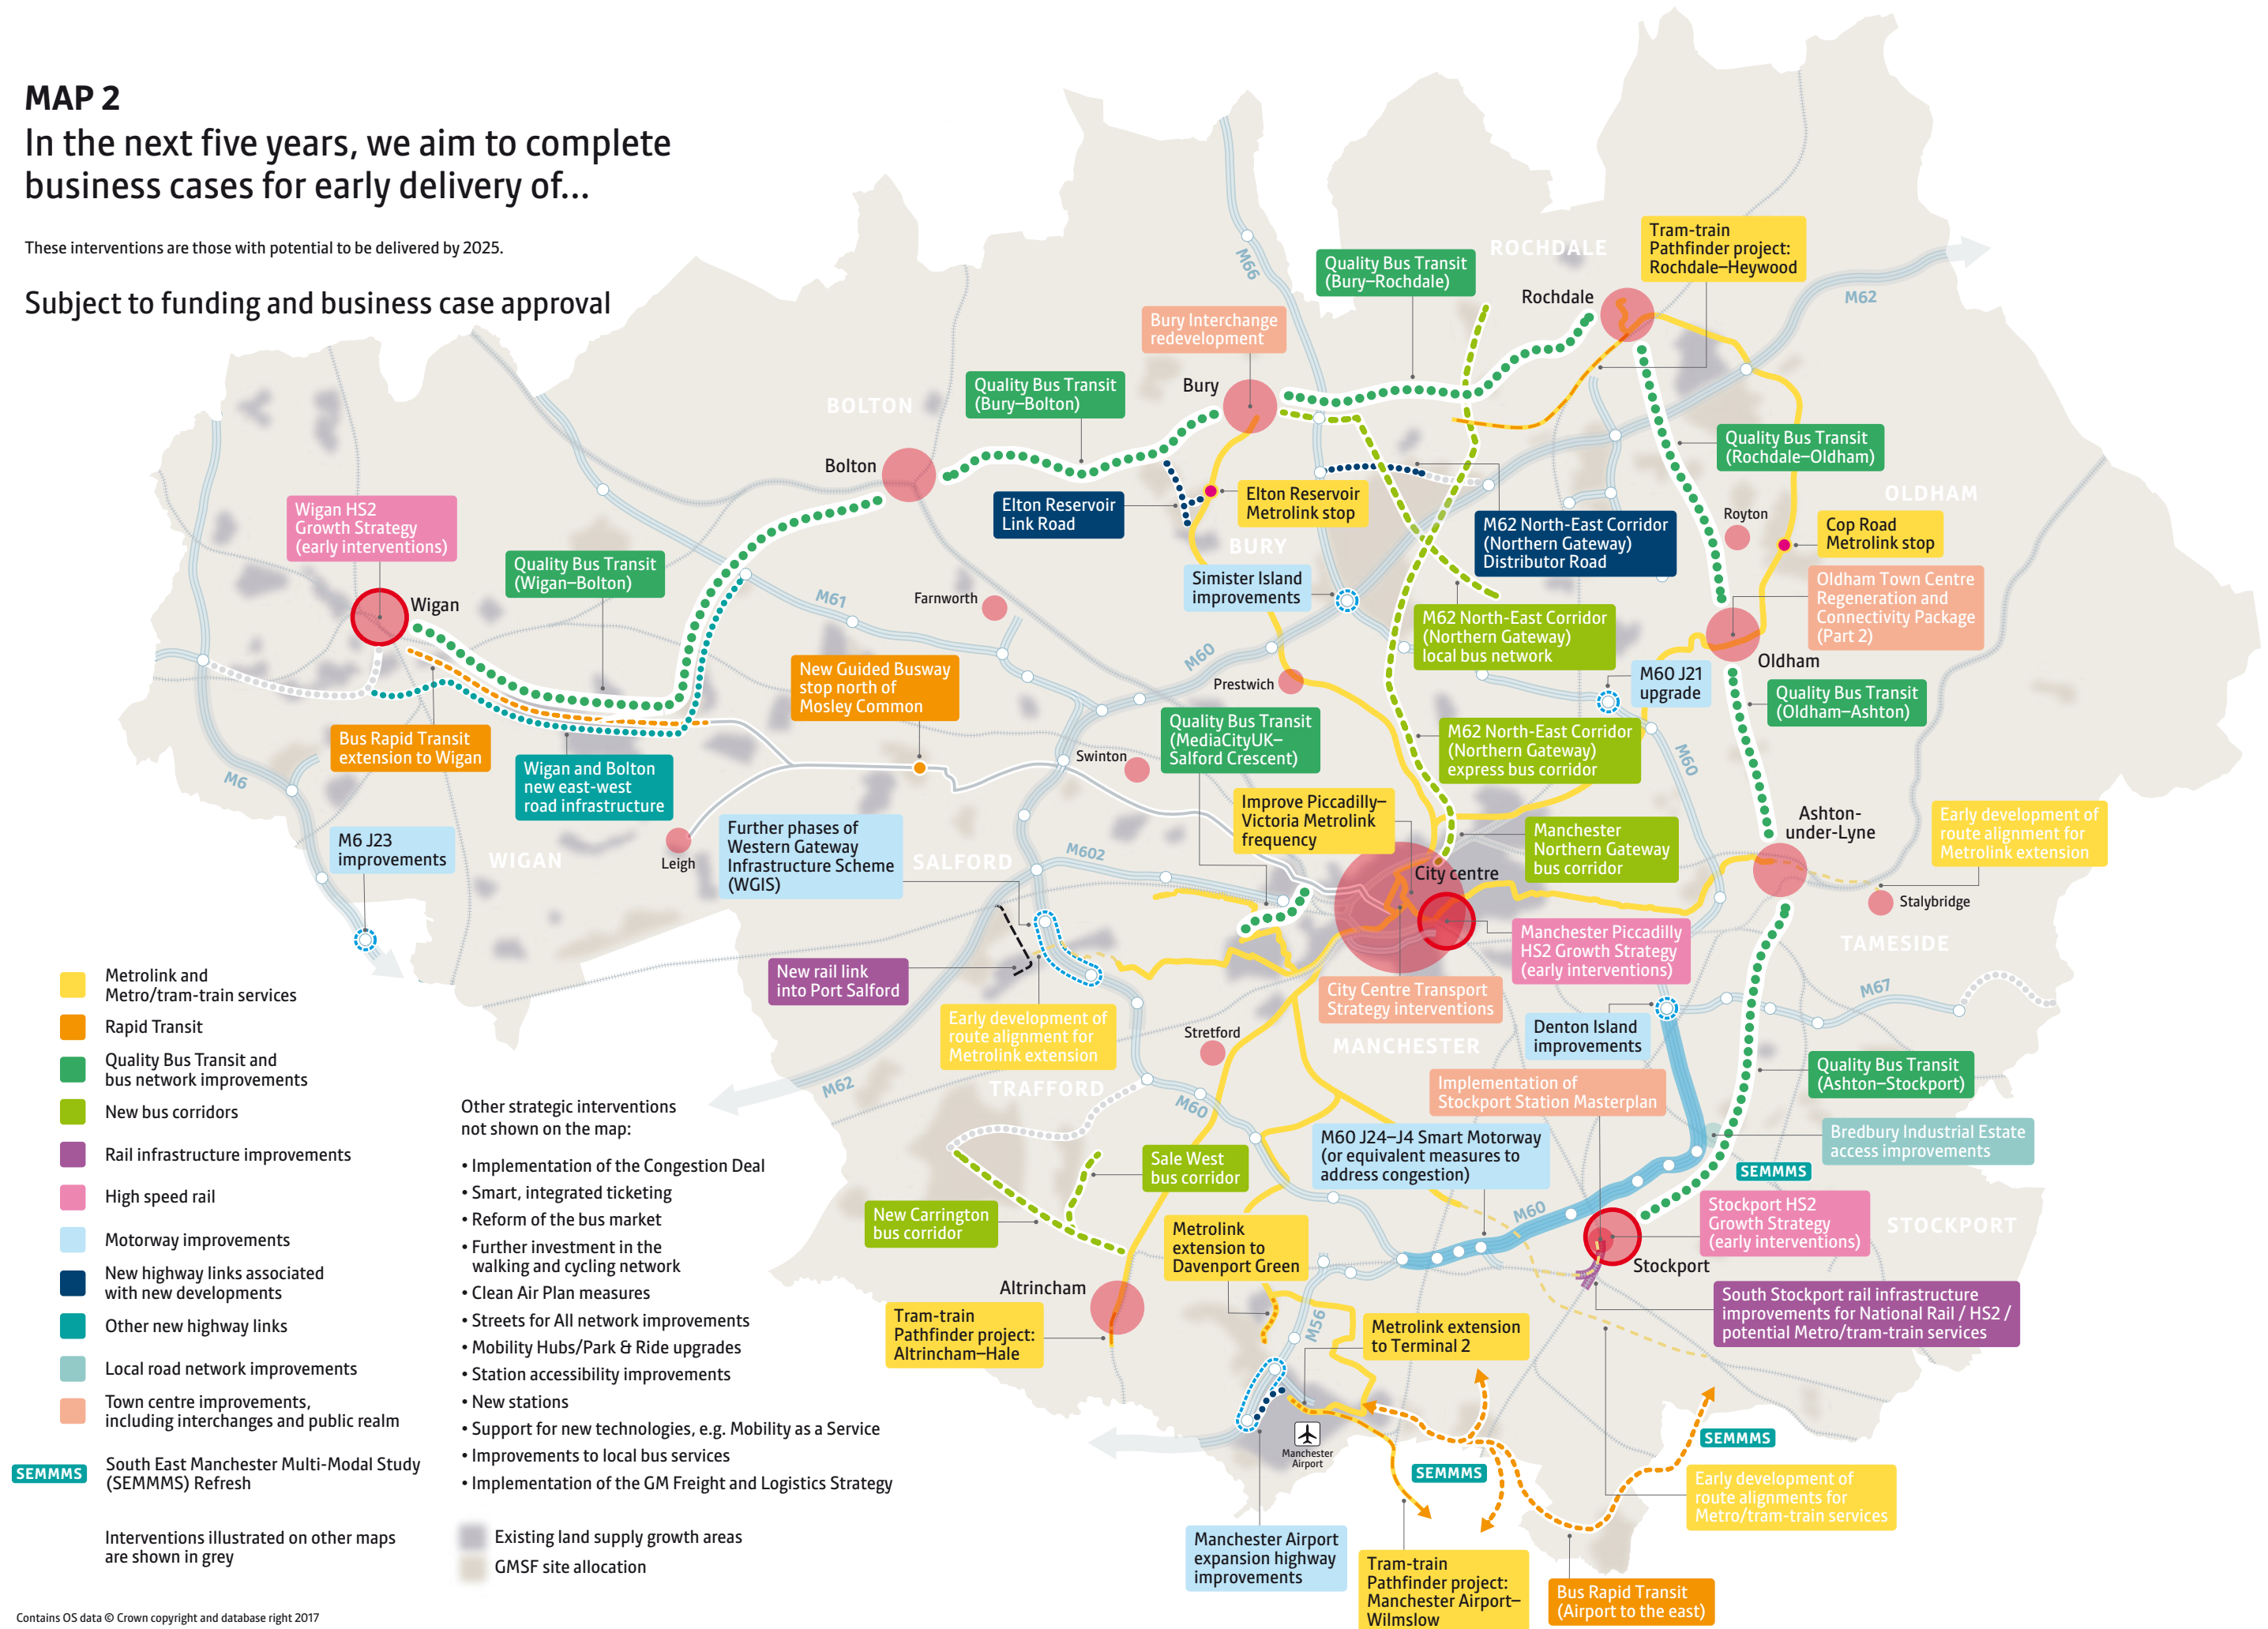 MAP 2
In the next five years, we aim to complete
business cases for early delivery of...
These interventions are those with potential to be delivered by 2025.
Subject to funding and business case approval
M66
ROCHDALE
Quality Bus Transit
(Bury–Rochdale)
Tram-train
Pathfinder project:
Rochdale–Heywood
Rochdale
M62
Bury Interchange
redevelopment
Bury
Quality Bus Transit
(Bury–Bolton)
BOLTON
Bolton
Quality Bus Transit
(Rochdale–Oldham)
OLDHAM
Elton Reservoir
Link Road
Elton Reservoir
Metrolink stop
BURY
M62 North-East Corridor
(Northern Gateway)
Distributor Road
Royton
Cop Road
Metrolink stop
Wigan HS2
Growth Strategy
(early interventions)
Quality Bus Transit
(Wigan–Bolton)
Wigan
M61
Farnworth
Simister Island
improvements
M62 North-East Corridor
(Northern Gateway)
local bus network
Oldham Town Centre
Regeneration and
Connectivity Package
(Part 2)
Oldham
M60
Prestwich
M60 J21
upgrade
Quality Bus Transit
(Oldham–Ashton)
New Guided Busway
stop north of
Mosley Common
Quality Bus Transit
(MediaCityUK–
Salford Crescent)
M62 North-East Corridor
(Northern Gateway)
express bus corridor
M60
Bus Rapid Transit
extension to Wigan
Wigan and Bolton
new east-west
road infrastructure
Swinton
M6
Improve Piccadilly–
Victoria Metrolink
frequency
Ashton-
under-Lyne
Early development of
route alignment for
Metrolink extension
M6 J23
improvements
WIGAN
Leigh
Further phases of
Western Gateway
Infrastructure Scheme
(WGIS)
SALFORD
M602
City centre
Manchester
Northern Gateway
bus corridor
Stalybridge
TAMESIDE
New rail link
into Port Salford
Manchester Piccadilly
HS2 Growth Strategy
(early interventions)
City Centre Transport
Strategy interventions
M67
Early development of
route alignment for
Metrolink extension
Stretford
MANCHESTER
Denton Island
improvements
M62
TRAFFORD
M60
Implementation of
Stockport Station Masterplan
Quality Bus Transit
(Ashton–Stockport)
M60 J24–J4 Smart Motorway
(or equivalent measures to
address congestion)
Bredbury Industrial Estate
access improvements
SEMMMS
Sale West
bus corridor
New Carrington
bus corridor
M60
Stockport HS2
Growth Strategy
(early interventions)
STOCKPORT
Stockport
Metrolink
extension to
Davenport Green
Altrincham
M56
South Stockport rail infrastructure
improvements for National Rail / HS2 /
potential Metro/tram-train services
Tram-train
Pathfinder project:
Altrincham–Hale
Metrolink extension
to Terminal 2
Manchester
Airport
SEMMMS
SEMMMS
Early development of
route alignments for
Metro/tram-train services
Manchester Airport
expansion highway
improvements
Tram-train
Pathfinder project:
Manchester Airport–
Wilmslow
Bus Rapid Transit
(Airport to the east)
Metrolink and
Metro/tram-train services
Rapid Transit
Quality Bus Transit and
bus network improvements
New bus corridors
Rail infrastructure improvements
High speed rail
Motorway improvements
New highway links associated
with new developments
Other new highway links
Local road network improvements
Town centre improvements,
including interchanges and public realm
SEMMMS
South East Manchester Multi-Modal Study
(SEMMMS) Refresh
Interventions illustrated on other maps
are shown in grey
Other strategic interventions
not shown on the map:
• Implementation of the Congestion Deal
• Smart, integrated ticketing
• Reform of the bus market
• Further investment in the
walking and cycling network
• Clean Air Plan measures
• Streets for All network improvements
• Mobility Hubs/Park & Ride upgrades
• Station accessibility improvements
• New stations
• Support for new technologies, e.g. Mobility as a Service
• Improvements to local bus services
• Implementation of the GM Freight and Logistics Strategy
Existing land supply growth areas
GMSF site allocation
Contains OS data © Crown copyright and database right 2017